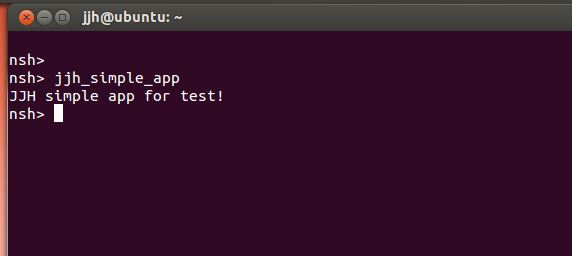 jjh@ubuntu: ~
nsh>
nsh> jjh_simple_app
JJH simple app for test!
nsh>